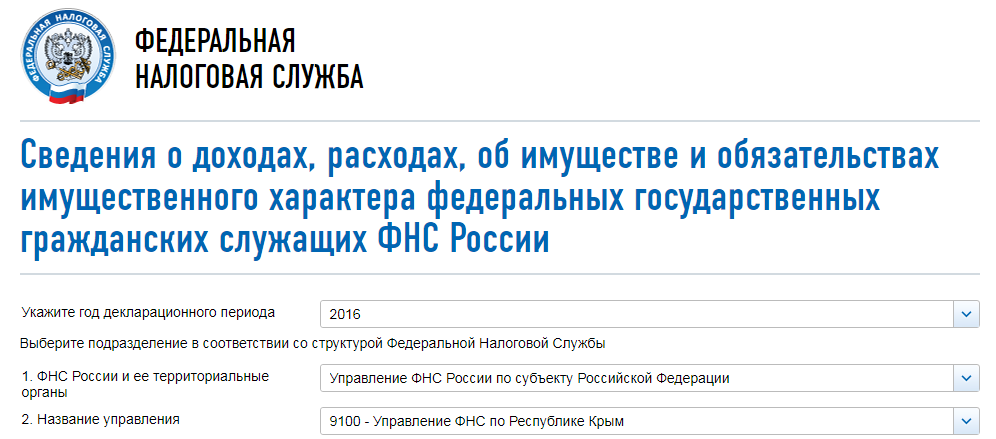 ФЕДЕРАЛЬНАЯ НАЛОГОВАЯ СЛУЖБА
ФЕДЕРАЛЬНАЯ
НАЛОГОВАЯ СЛУЖБА
Сведения о доходах, расходах, об имуществе и обязательствах
имущественного характера федеральных государственных
гражданских служащих ФНС России
Укажите год декларационного периода
2016
Выберите подразделение в соответствии со структурой Федеральной Налоговой Службы
1. ФНС России и ее территориальные
органы
Управление ФНС России по субъекту Российской Федерации
2. Название управления
9100 - Управление ФНС по Республике Крым